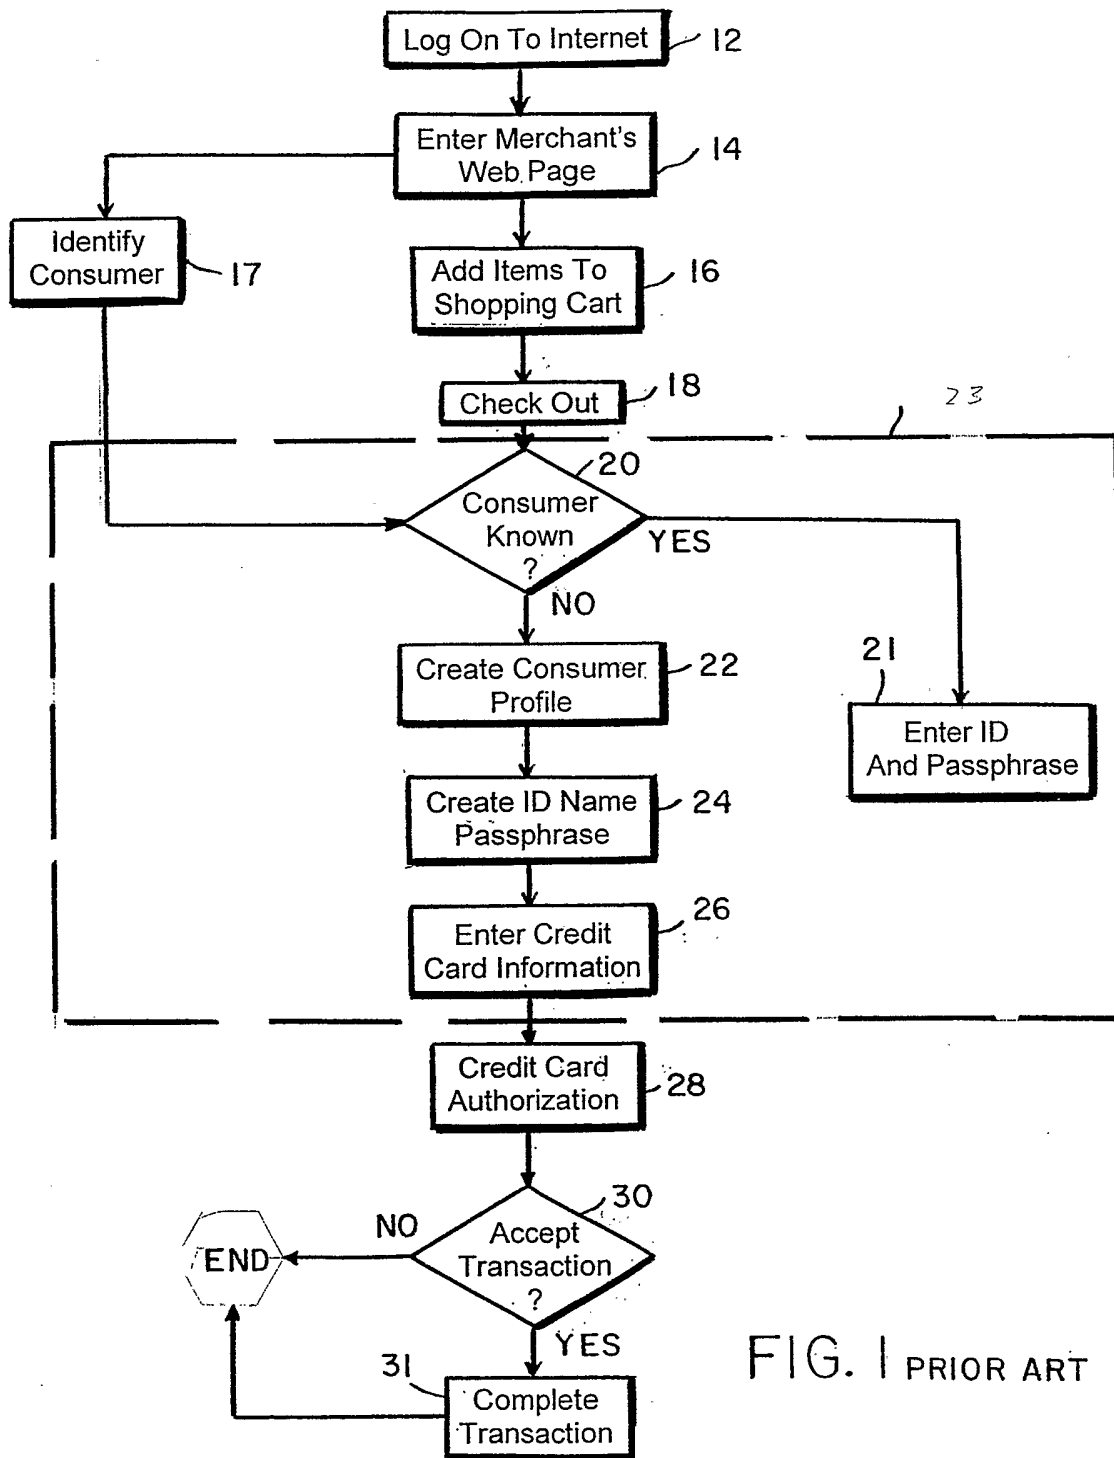 Log On To Internet
12
Enter Merchant's
Web Page
14
Identify
Consumer
17
Add Items To
Shopping Cart
16
Check Out
18
23
20
Consumer
Known
?
YES
NO
Create Consumer
Profile
22
21
Enter ID
And Passphrase
Create ID Name
Passphrase
24
Enter Credit
Card Information
26
Credit Card
Authorization
28
30
Accept
Transaction
?
NO
END
YES
31
Complete
Transaction
FIG. 1 PRIOR ART